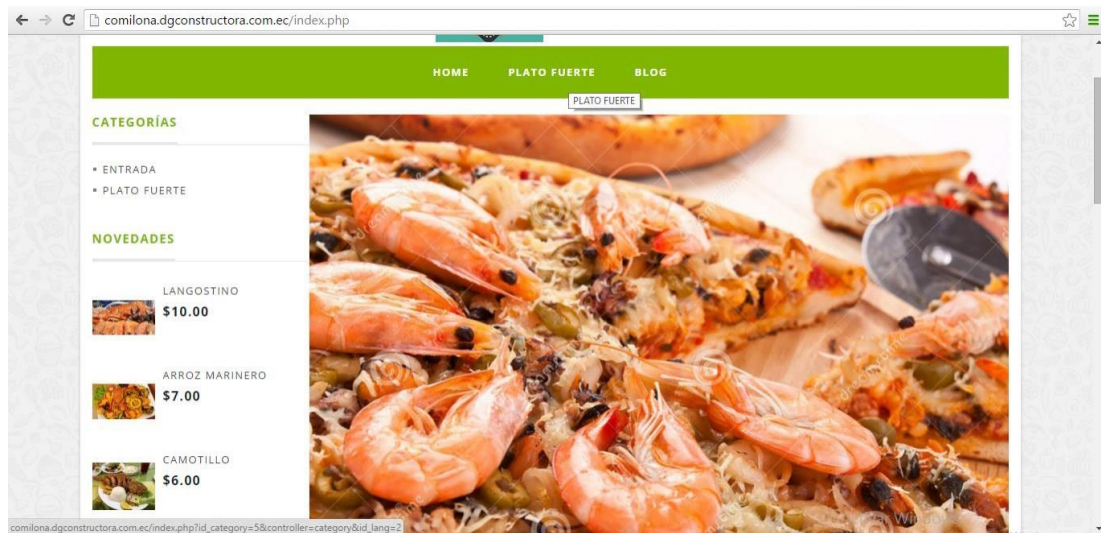 comilona.dgconstructora.com.ec/index.php
HOME PLATO FUERTE BLOG
PLATO FUERTE
CATEGORÍAS
ENTRADA
PLATO FUERTE
NOVEDADES
LANGOSTINO
$10.00
ARROZ MARINERO
$7.00
CAMOTILLO
$6.00
comilona.dgconstructora.com.ec/index.php?id_category=5&controller=category&id_lang=2